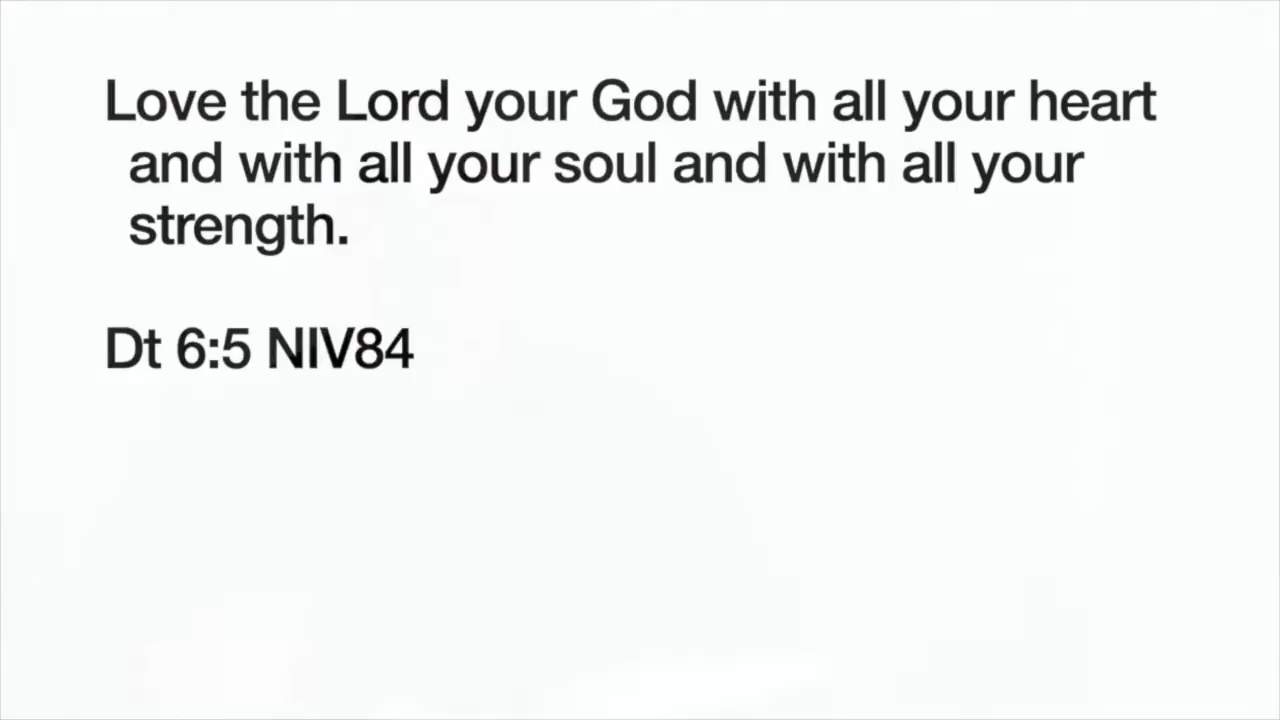 Love the Lord your God with all your heart
and with all your soul and with all your
strength.
Dt 6:5 NIV84